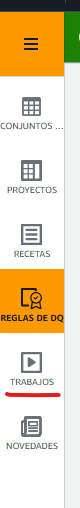 CONJUNTOS ...
PROYECTOS
RECETAS
REGLAS DE DQ
TRABAJOS
NOVEDADES